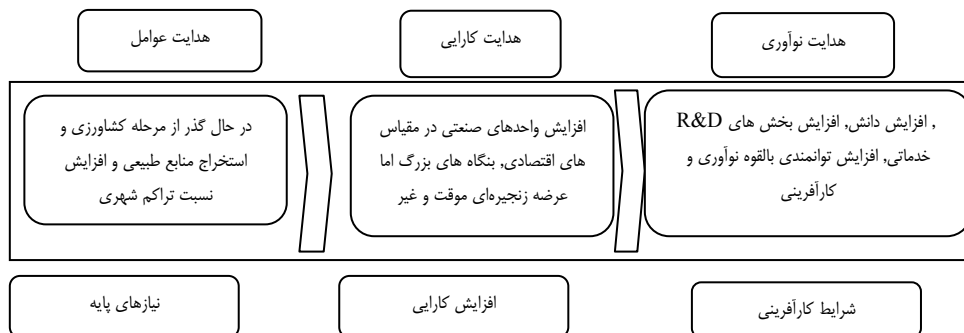 هدایت نوآوری
هدایت کارایی
هدایت عوامل
, افزایش دانش, افزایش بخش های R&D
خدماتی, افزایش توانمندی بالقوه نوآوری و
کارآفرینی
افزایش واحدهای صنعتی در مقیاس
های اقتصادی, بنگاه های بزرگ اما
عرضه زنجیره‌ای موقت و غیر
در حال گذر از مرحله کشاورزی و
استخراج منابع طبیعی و افزایش
نسبت تراکم شهری
شرایط کارآفرینی
افزایش کارایی
نیازهای پایه